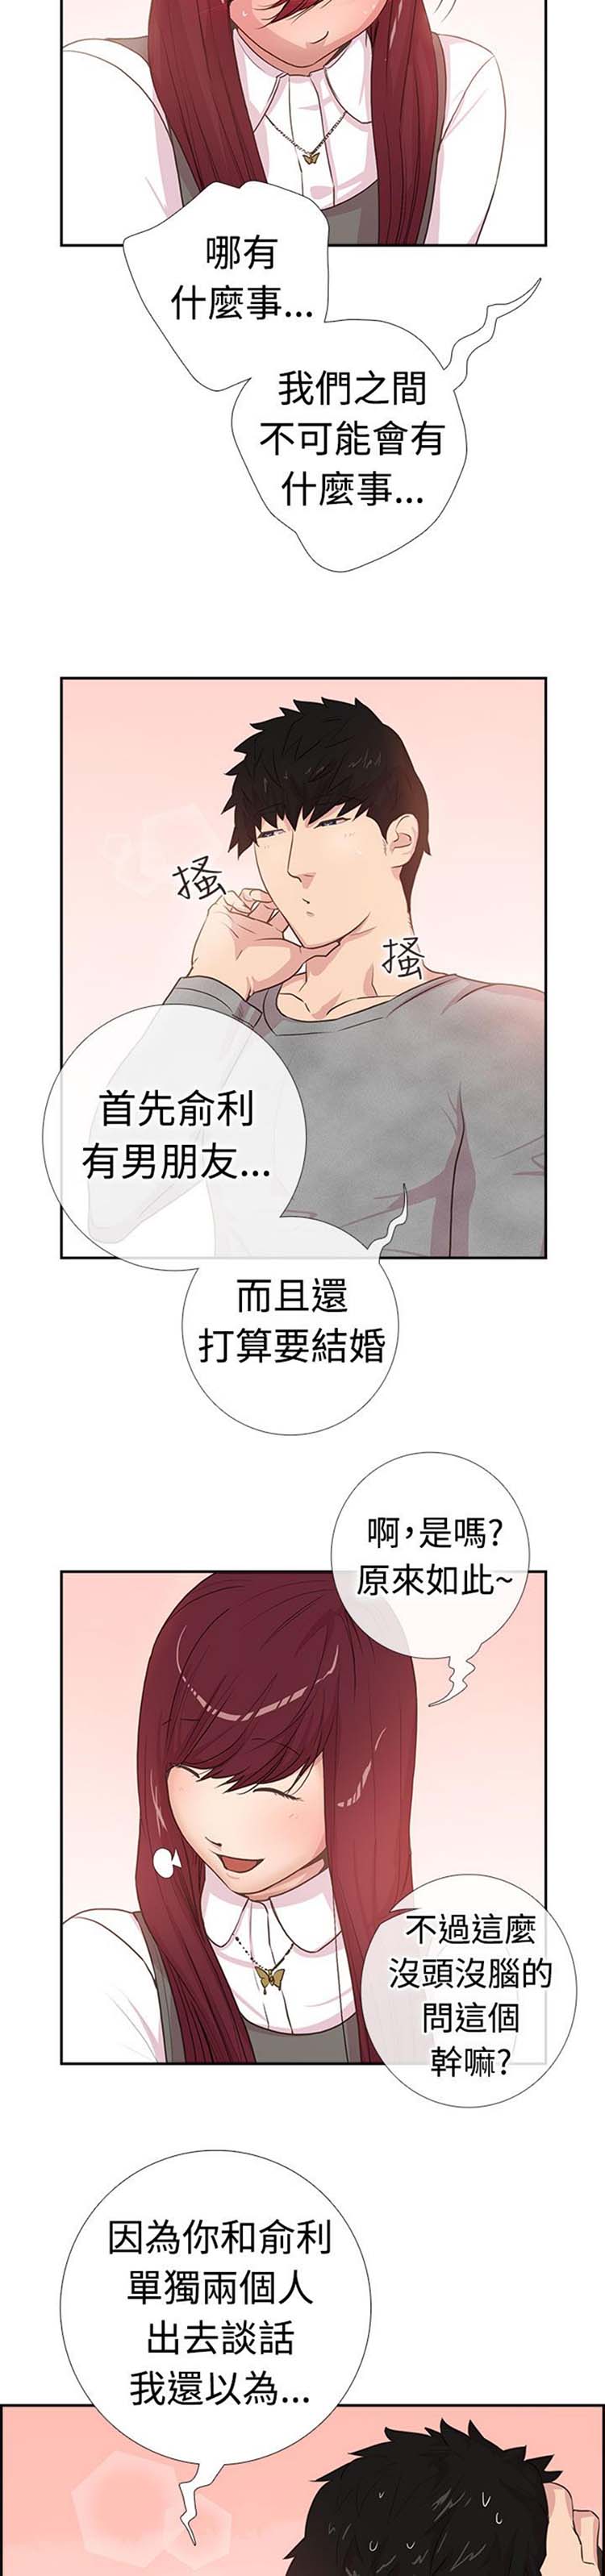 哪有
什麼事...
我們之間
不可能會有
什麼事...
搔
搔
首先俞利
有男朋友...
而且還
打算要結婚
啊,是嗎?
原來如此~
不過這麼
沒頭沒腦的
問這個
幹嘛?
因為你和俞利
單獨兩個人
出去談話
我還以為...